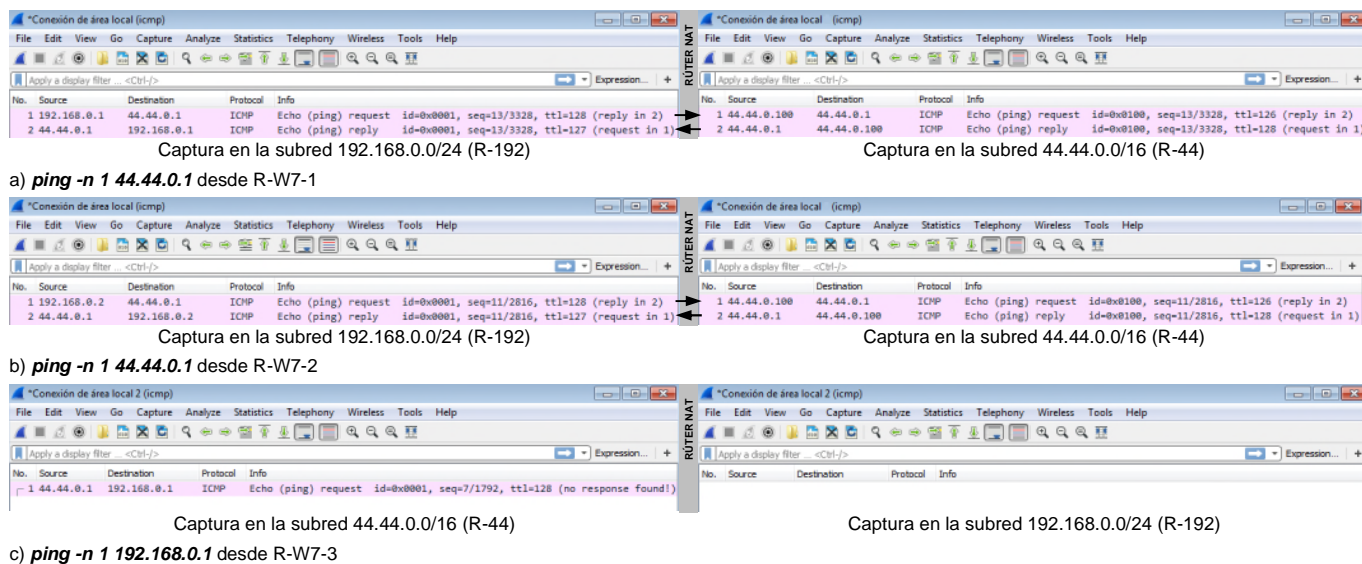 *Conexión de área local (icmp)
File Edit View Go Capture Analyze Statistics Telephony Wireless Tools Help
Apply a display filter ... <Ctrl-/>
Expression... +
No. Source Destination Protocol Info
1 192.168.0.1 44.44.0.1 ICMP Echo (ping) request id=0x0001, seq=13/3328, ttl=128 (reply in 2)
2 44.44.0.1 192.168.0.1 ICMP Echo (ping) reply id=0x0001, seq=13/3328, ttl=127 (request in 1)
Captura en la subred 192.168.0.0/24 (R-192)
RÚTER NAT
*Conexión de área local (icmp)
File Edit View Go Capture Analyze Statistics Telephony Wireless Tools Help
Apply a display filter ... <Ctrl-/>
Expression... +
No. Source Destination Protocol Info
1 44.44.0.100 44.44.0.1 ICMP Echo (ping) request id=0x0100, seq=13/3328, ttl=126 (reply in 2)
2 44.44.0.1 44.44.0.100 ICMP Echo (ping) reply id=0x0100, seq=13/3328, ttl=128 (request in 1)
Captura en la subred 44.44.0.0/16 (R-44)
a) ping -n 1 44.44.0.1 desde R-W7-1
*Conexión de área local (icmp)
File Edit View Go Capture Analyze Statistics Telephony Wireless Tools Help
Apply a display filter ... <Ctrl-/>
Expression... +
No. Source Destination Protocol Info
1 192.168.0.2 44.44.0.1 ICMP Echo (ping) request id=0x0001, seq=11/2816, ttl=128 (reply in 2)
2 44.44.0.1 192.168.0.2 ICMP Echo (ping) reply id=0x0001, seq=11/2816, ttl=127 (request in 1)
Captura en la subred 192.168.0.0/24 (R-192)
RÚTER NAT
*Conexión de área local (icmp)
File Edit View Go Capture Analyze Statistics Telephony Wireless Tools Help
Apply a display filter ... <Ctrl-/>
Expression... +
No. Source Destination Protocol Info
1 44.44.0.100 44.44.0.1 ICMP Echo (ping) request id=0x0100, seq=11/2816, ttl=126 (reply in 2)
2 44.44.0.1 44.44.0.100 ICMP Echo (ping) reply id=0x0100, seq=11/2816, ttl=128 (request in 1)
Captura en la subred 44.44.0.0/16 (R-44)
b) ping -n 1 44.44.0.1 desde R-W7-2
*Conexión de área local 2 (icmp)
File Edit View Go Capture Analyze Statistics Telephony Wireless Tools Help
Apply a display filter ... <Ctrl-/>
Expression... +
No. Source Destination Protocol Info
1 44.44.0.1 192.168.0.1 ICMP Echo (ping) request id=0x0001, seq=7/1792, ttl=128 (no response found!)
Captura en la subred 44.44.0.0/16 (R-44)
RÚTER NAT
*Conexión de área local 2 (icmp)
File Edit View Go Capture Analyze Statistics Telephony Wireless Tools Help
Apply a display filter ... <Ctrl-/>
Expression... +
No. Source Destination Protocol Info
Captura en la subred 192.168.0.0/24 (R-192)
c) ping -n 1 192.168.0.1 desde R-W7-3